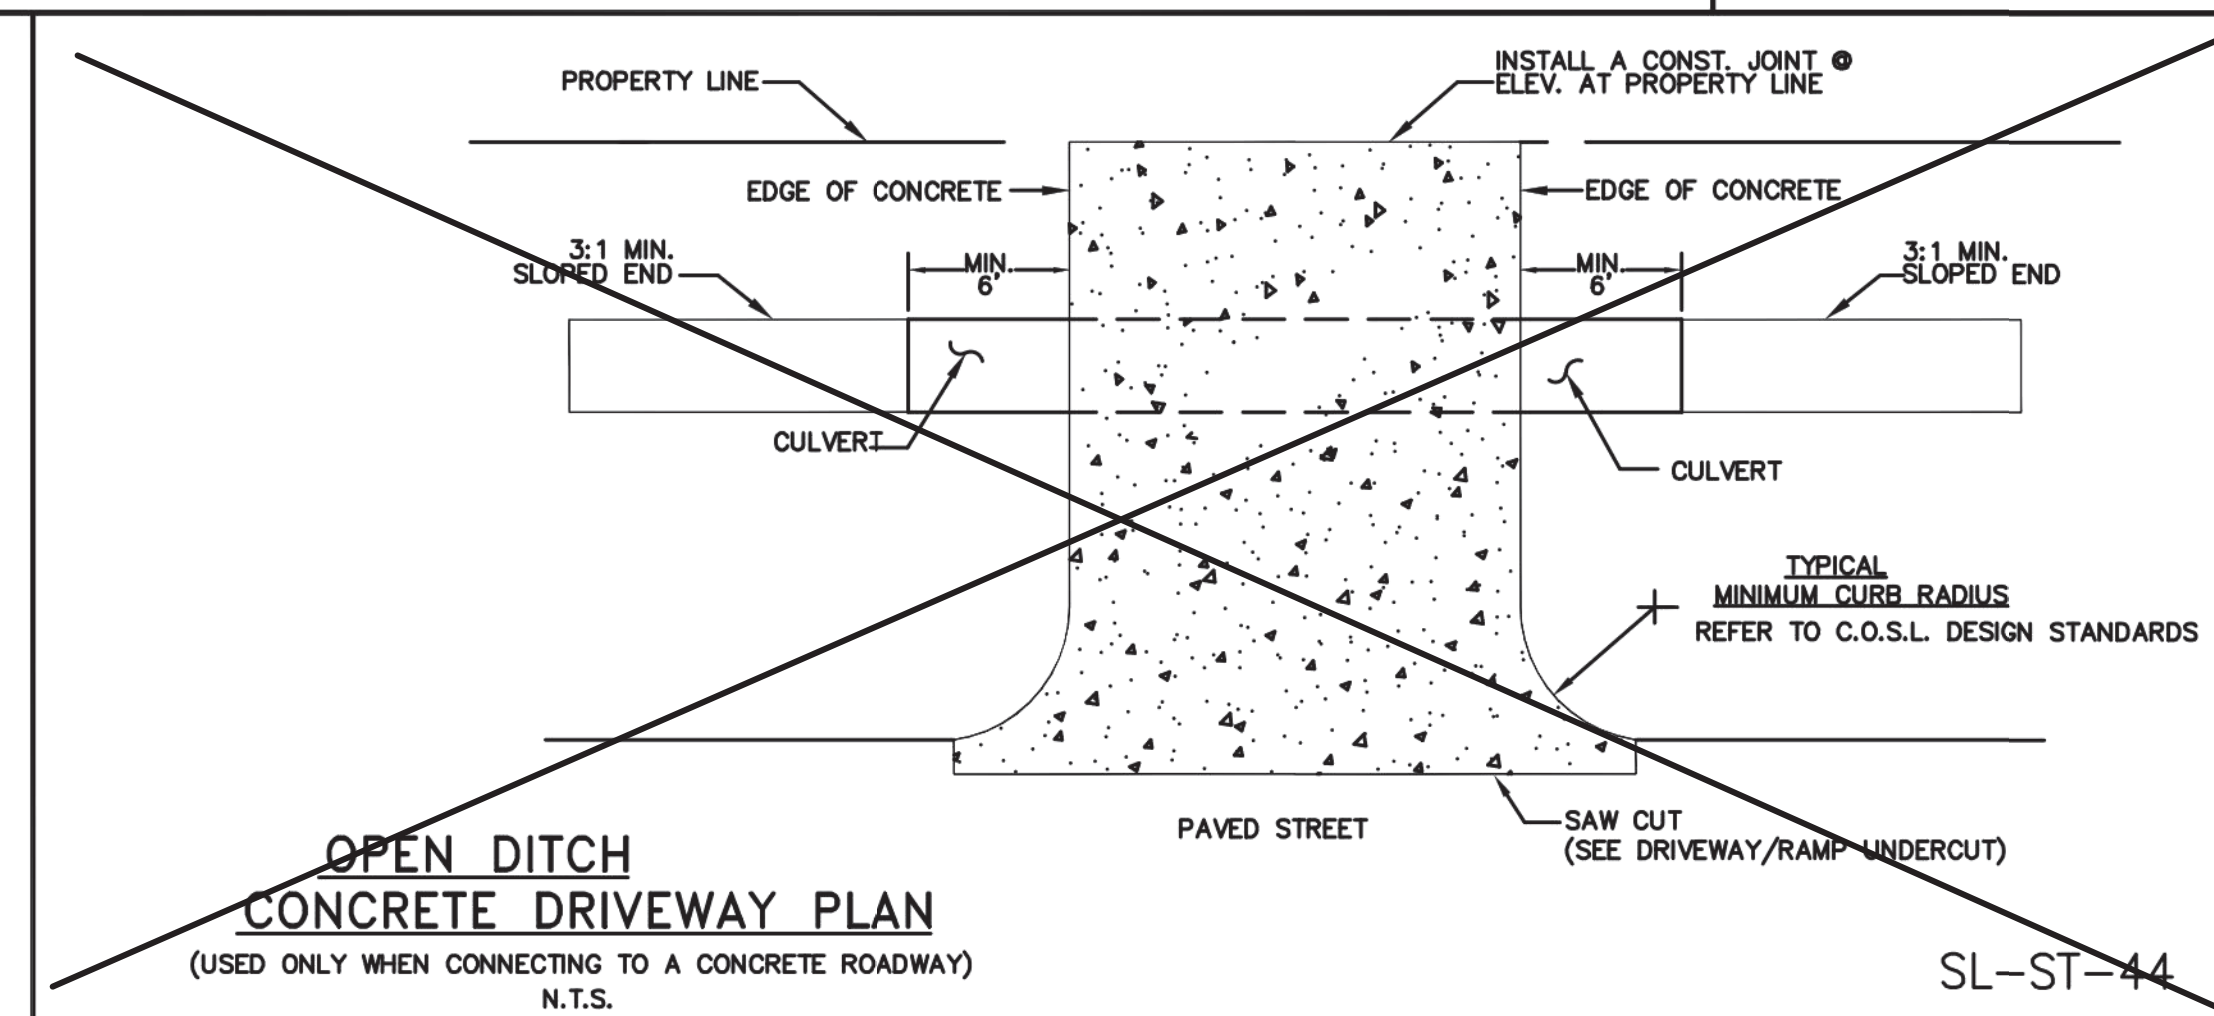 PROPERTY LINE
INSTALL A CONST. JOINT @
ELEV. AT PROPERTY LINE
EDGE OF CONCRETE
EDGE OF CONCRETE
3:1 MIN.
SLOPED END
MIN.
6'
MIN.
6'
3:1 MIN.
SLOPED END
CULVERT
CULVERT
TYPICAL
MINIMUM CURB RADIUS
REFER TO C.O.S.L. DESIGN STANDARDS
PAVED STREET
SAW CUT
(SEE DRIVEWAY/RAMP UNDERCUT)
OPEN DITCH
CONCRETE DRIVEWAY PLAN
(USED ONLY WHEN CONNECTING TO A CONCRETE ROADWAY)
N.T.S.
SL-ST-44